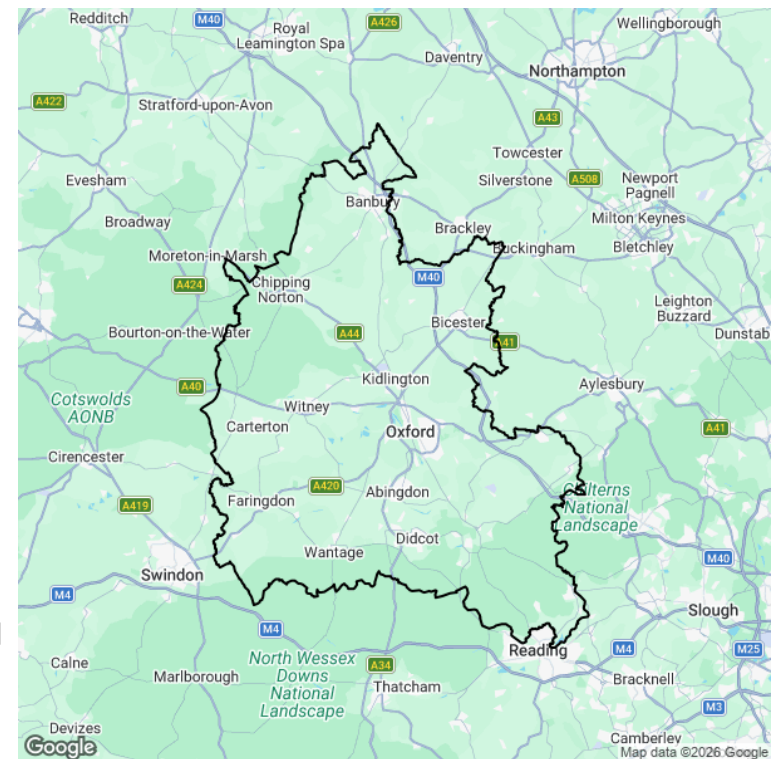 Redditch
M40
Royal
Leamington Spa
A426
Wellingborough
Daventry
Northampton
A422
Stratford-upon-Avon
A43
Towcester
Evesham
Silverstone
A508
Newport
Pagnell
Banbury
Broadway
Brackley
Milton Keynes
Moreton-in-Marsh
Buckingham
Bletchley
A424
Chipping
Norton
M40
Leighton
Buzzard
Bourton-on-the-Water
A44
Bicester
A41
Dunstab
A40
Kidlington
Aylesbury
Cotswolds
AONB
Witney
Carterton
Oxford
A41
Cirencester
A420
Abingdon
Chilterns
National
Landscape
A419
Faringdon
Didcot
Wantage
M40
Swindon
M4
Slough
M4
Reading
M4
M25
North Wessex
Downs
National
Landscape
A34
Calne
Marlborough
Thatcham
Bracknell
M3
Devizes
Camberley
Google
Map data ©2026 Google